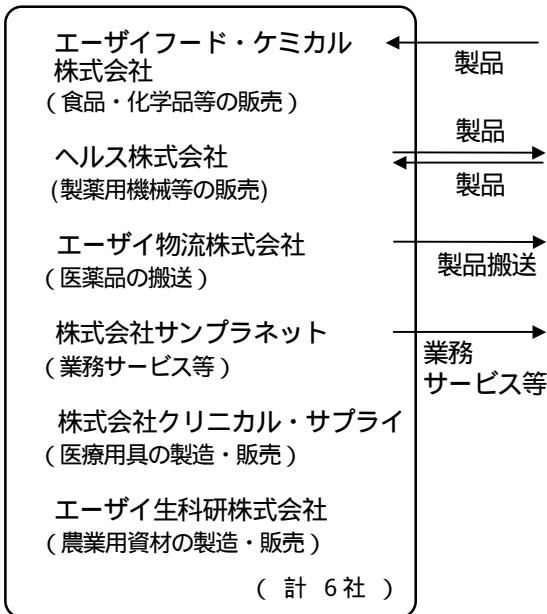 エーザイフード・ケミカル
株式会社
(食品・化学品等の販売)
製品
ヘルス株式会社
(製薬用機械等の販売)
製品
製品
エーザイ物流株式会社
(医薬品の搬送)
製品搬送
株式会社サンプラネット
(業務サービス等)
業務
サービス等
株式会社クリニカル・サプライ
(医療用具の製造・販売)
エーザイ生科研株式会社
(農業用資材の製造・販売)
( 計 6社 )